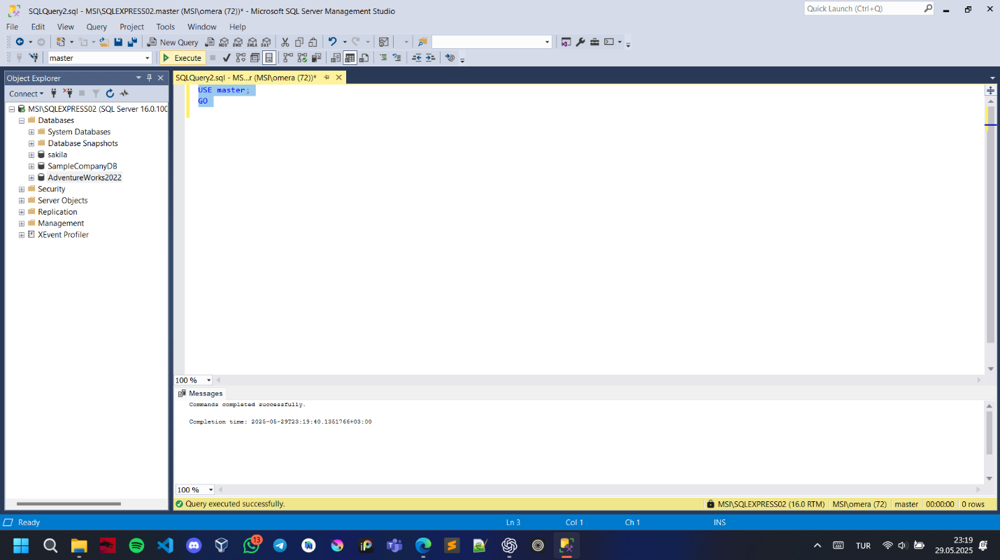 SQLQuery2.sql - MSI\SQLEXPRESS02.master (MSI\omera (72))* - Microsoft SQL Server Management Studio
Quick Launch (Ctrl+Q)
File Edit View Query Project Tools Window Help
New Query
MDX DMX XMLA DAX
master
Execute
Object Explorer
SQLQuery2.sql - MS...r (MSI\omera (72))*
Connect
USE master;
GO
MSI\SQLEXPRESS02 (SQL Server 16.0.100
Databases
System Databases
Database Snapshots
sakila
SampleCompanyDB
AdventureWorks2022
Security
Server Objects
Replication
Management
XEvent Profiler
100 %
Messages
Commands completed successfully.
Completion time: 2025-05-29T23:19:40.1351766+03:00
100 %
Query executed successfully.
MSI\SQLEXPRESS02 (16.0 RTM) MSI\omera (72) master 00:00:00 0 rows
Ready
Ln 3 Col 1 Ch 1 INS
13
TUR
23:19
29.05.2025